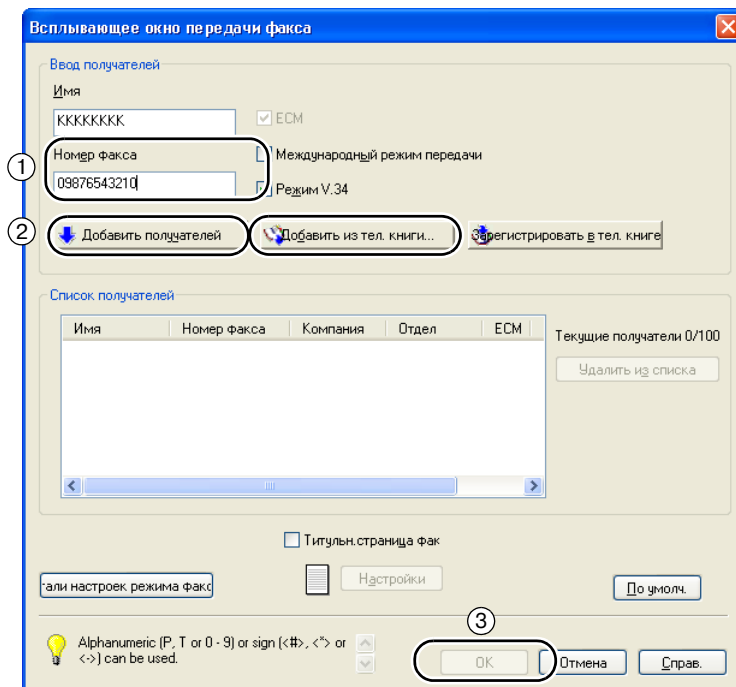 Всплывающее окно передачи факса
Ввод получателей
Имя
KKKKKKKK
ECM
1
Номер факса
Международный режим передачи
09876543210
Режим V.34
2
Добавить получателей
Добавить из тел. книги...
Зарегистрировать в тел. книге
Список получателей
Имя Номер факса Компания Отдел ECM
Текущие получатели 0/100
Удалить из списка
Титульн.страница фак
тали настроек режима факс
Настройки
По умолч.
3
Alphanumeric (P, T or 0 - 9) or sign (<#>, <*> or
<->) can be used.
OK
Отмена
Справ.